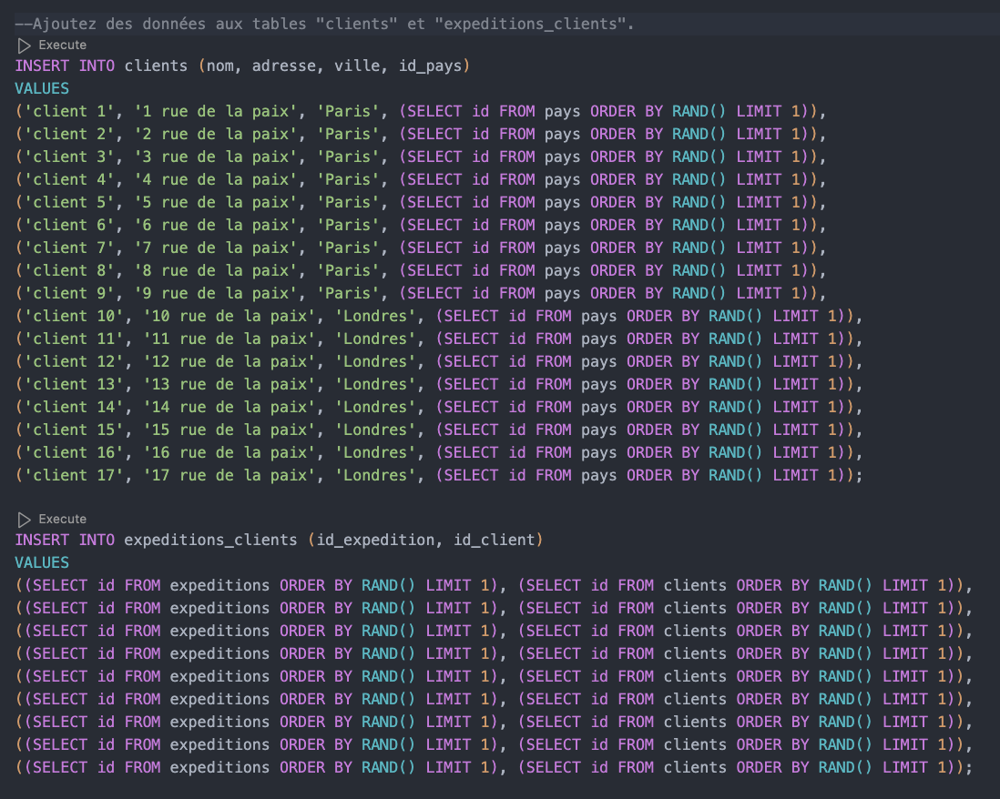 --Ajoutez des données aux tables "clients" et "expeditions_clients".
Execute
INSERT INTO clients (nom, adresse, ville, id_pays)
VALUES
('client 1', '1 rue de la paix', 'Paris', (SELECT id FROM pays ORDER BY RAND() LIMIT 1)),
('client 2', '2 rue de la paix', 'Paris', (SELECT id FROM pays ORDER BY RAND() LIMIT 1)),
('client 3', '3 rue de la paix', 'Paris', (SELECT id FROM pays ORDER BY RAND() LIMIT 1)),
('client 4', '4 rue de la paix', 'Paris', (SELECT id FROM pays ORDER BY RAND() LIMIT 1)),
('client 5', '5 rue de la paix', 'Paris', (SELECT id FROM pays ORDER BY RAND() LIMIT 1)),
('client 6', '6 rue de la paix', 'Paris', (SELECT id FROM pays ORDER BY RAND() LIMIT 1)),
('client 7', '7 rue de la paix', 'Paris', (SELECT id FROM pays ORDER BY RAND() LIMIT 1)),
('client 8', '8 rue de la paix', 'Paris', (SELECT id FROM pays ORDER BY RAND() LIMIT 1)),
('client 9', '9 rue de la paix', 'Paris', (SELECT id FROM pays ORDER BY RAND() LIMIT 1)),
('client 10', '10 rue de la paix', 'Londres', (SELECT id FROM pays ORDER BY RAND() LIMIT 1)),
('client 11', '11 rue de la paix', 'Londres', (SELECT id FROM pays ORDER BY RAND() LIMIT 1)),
('client 12', '12 rue de la paix', 'Londres', (SELECT id FROM pays ORDER BY RAND() LIMIT 1)),
('client 13', '13 rue de la paix', 'Londres', (SELECT id FROM pays ORDER BY RAND() LIMIT 1)),
('client 14', '14 rue de la paix', 'Londres', (SELECT id FROM pays ORDER BY RAND() LIMIT 1)),
('client 15', '15 rue de la paix', 'Londres', (SELECT id FROM pays ORDER BY RAND() LIMIT 1)),
('client 16', '16 rue de la paix', 'Londres', (SELECT id FROM pays ORDER BY RAND() LIMIT 1)),
('client 17', '17 rue de la paix', 'Londres', (SELECT id FROM pays ORDER BY RAND() LIMIT 1));
Execute
INSERT INTO expeditions_clients (id_expedition, id_client)
VALUES
((SELECT id FROM expeditions ORDER BY RAND() LIMIT 1), (SELECT id FROM clients ORDER BY RAND() LIMIT 1)),
((SELECT id FROM expeditions ORDER BY RAND() LIMIT 1), (SELECT id FROM clients ORDER BY RAND() LIMIT 1)),
((SELECT id FROM expeditions ORDER BY RAND() LIMIT 1), (SELECT id FROM clients ORDER BY RAND() LIMIT 1)),
((SELECT id FROM expeditions ORDER BY RAND() LIMIT 1), (SELECT id FROM clients ORDER BY RAND() LIMIT 1)),
((SELECT id FROM expeditions ORDER BY RAND() LIMIT 1), (SELECT id FROM clients ORDER BY RAND() LIMIT 1)),
((SELECT id FROM expeditions ORDER BY RAND() LIMIT 1), (SELECT id FROM clients ORDER BY RAND() LIMIT 1)),
((SELECT id FROM expeditions ORDER BY RAND() LIMIT 1), (SELECT id FROM clients ORDER BY RAND() LIMIT 1)),
((SELECT id FROM expeditions ORDER BY RAND() LIMIT 1), (SELECT id FROM clients ORDER BY RAND() LIMIT 1)),
((SELECT id FROM expeditions ORDER BY RAND() LIMIT 1), (SELECT id FROM clients ORDER BY RAND() LIMIT 1));